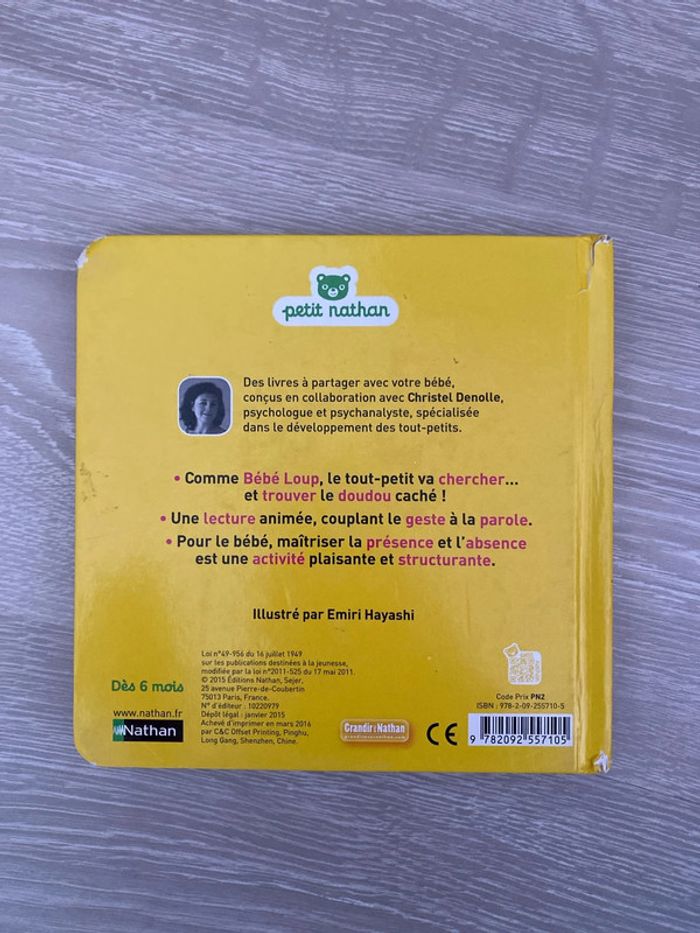 petit nathan
Des livres à partager avec votre bébé,
conçus en collaboration avec Christel Denolle,
psychologue et psychanalyste, spécialisée
dans le développement des tout-petits.
• Comme Bébé Loup, le tout-petit va chercher...
et trouver le doudou caché !
• Une lecture animée, couplant le geste à la parole.
• Pour le bébé, maîtriser la présence et l'absence
est une activité plaisante et structurante.
Illustré par Emiri Hayashi
Loi n°49-956 du 16 juillet 1949
sur les publications destinées à la jeunesse,
modifiée par la loi n°2011-525 du 17 mai 2011.
© 2015 Éditions Nathan, Sejer,
25 avenue Pierre-de-Coubertin
75013 Paris, France.
N° d'éditeur : 10220979
Dépôt légal : janvier 2015
Achevé d'imprimer en mars 2016
par C&C Offset Printing, Pinghu,
Long Gang, Shenzhen, Chine.
Dès 6 mois
www.nathan.fr
Nathan
Grandir & Nathan
grandiravecnathan.com
CE
Code Prix PN2
ISBN : 978-2-09-255710-5
9 782092 557105